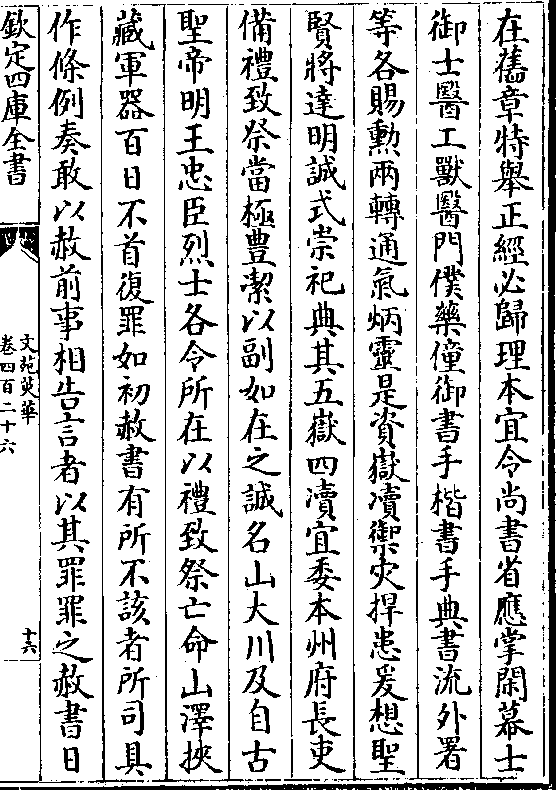 在舊章特舉正經必歸理本宜令尚書省應掌閑幕士
御士醫工獸醫門僕藥僮御書手楷書手典書流外署
等各賜勲兩轉通氣炳靈是資嶽瀆禦灾捍患爰想聖
賢將達明誠式崇祀典其五嶽四瀆宜委本州府長吏
備禮致祭當極豊潔以副如在之誠名山大川及自古
聖帝明王忠臣烈士各令所在以禮致祭亡命山澤挾
藏軍器百日不首復罪如初赦書有所不該者所司具
作條例奏敢以赦前事相告言者以其罪罪之赦書日
欽定四庫全書
文苑英華
卷四百二十六
十六